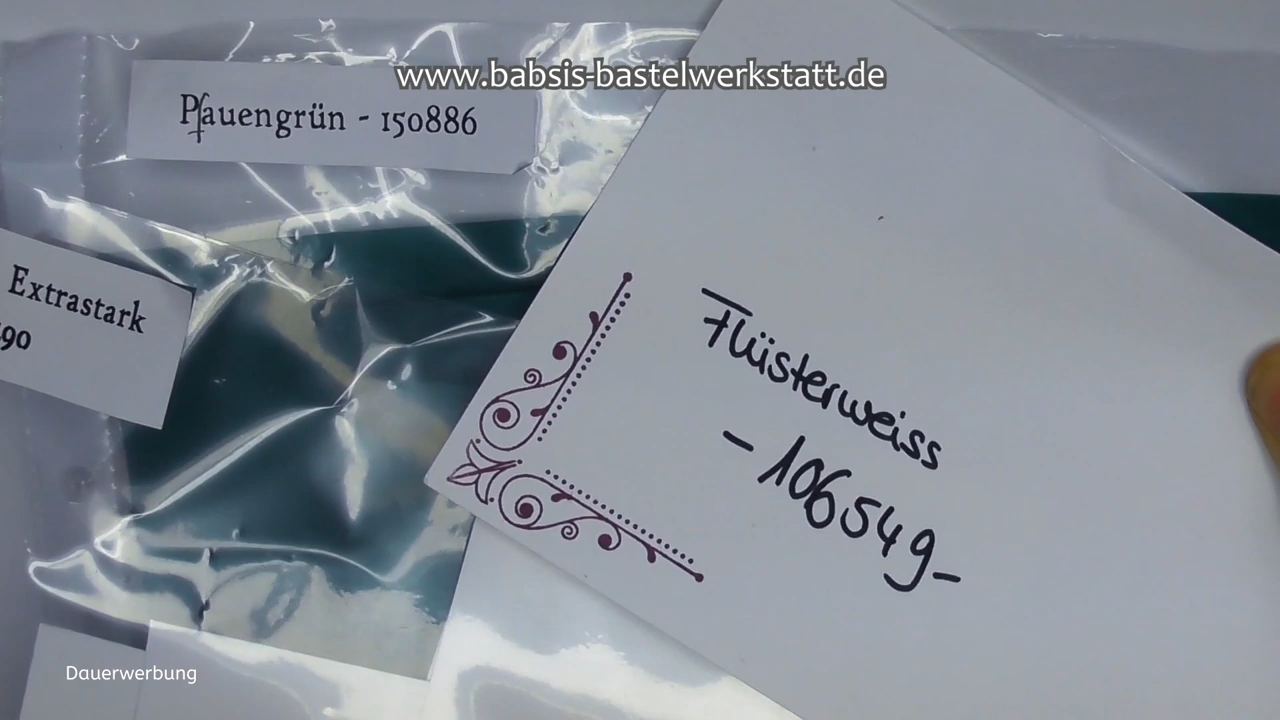 www.babsis-bastelwerkstatt.de
Pfauengrün - 150886
Extrastark
90
Flüsterweiss
- 106549-
Dauerwerbung